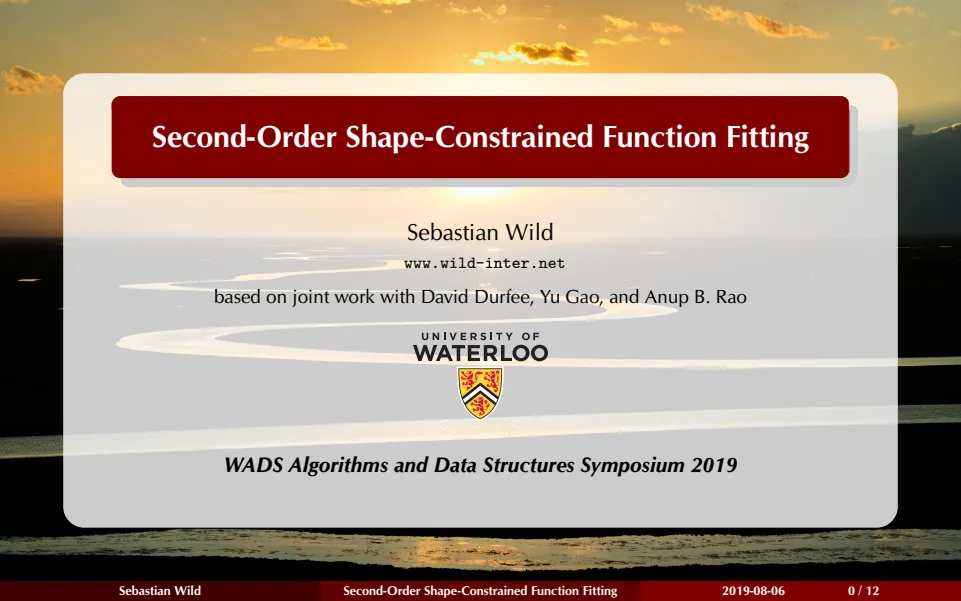 Second-Order Shape-Constrained Function Fitting
Sebastian Wild
www.wild-inter.net
based on joint work with David Durfee, Yu Gao, and Anup B. Rao
UNIVERSITY OF
WATERLOO
WADS Algorithms and Data Structures Symposium 2019
Sebastian Wild Second-Order Shape-Constrained Function Fitting 2019-08-06 0 / 12